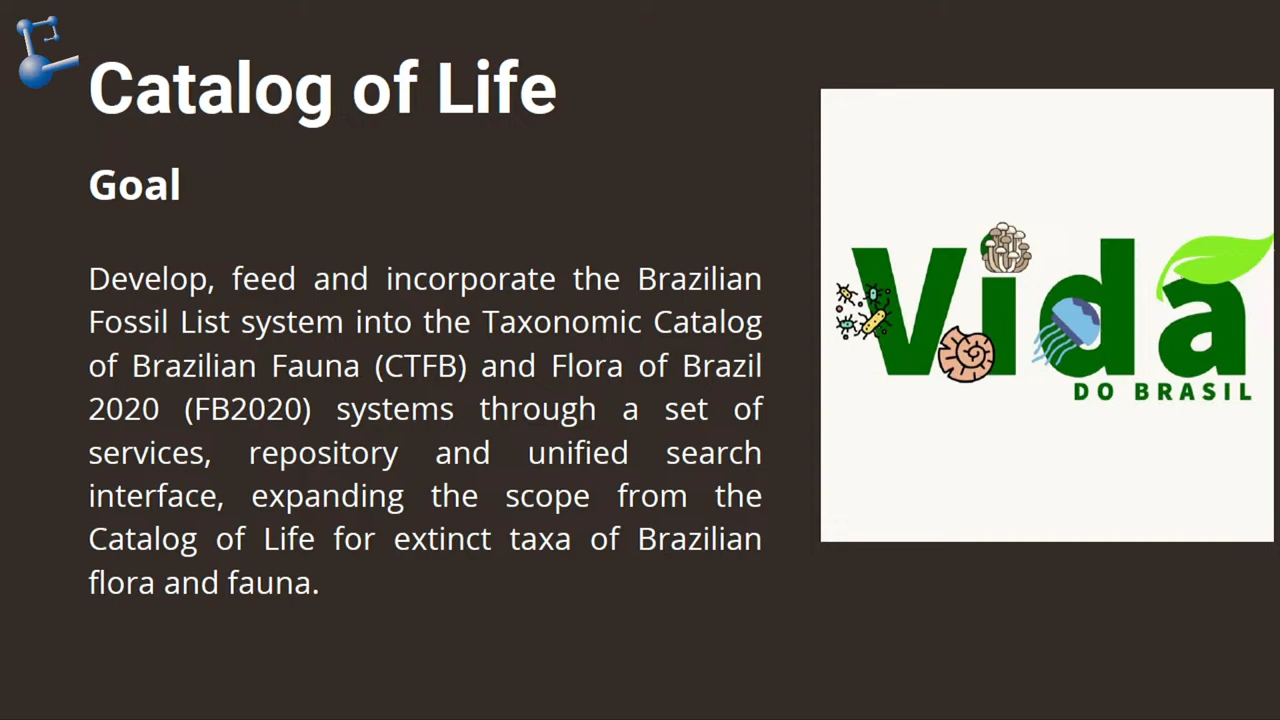 Catalog of Life
Goal
Develop, feed and incorporate the Brazilian
Fossil List system into the Taxonomic Catalog
of Brazilian Fauna (CTFB) and Flora of Brazil
2020 (FB2020) systems through a set of
services, repository and unified search
interface, expanding the scope from the
Catalog of Life for extinct taxa of Brazilian
flora and fauna.
Vida
DO BRASIL